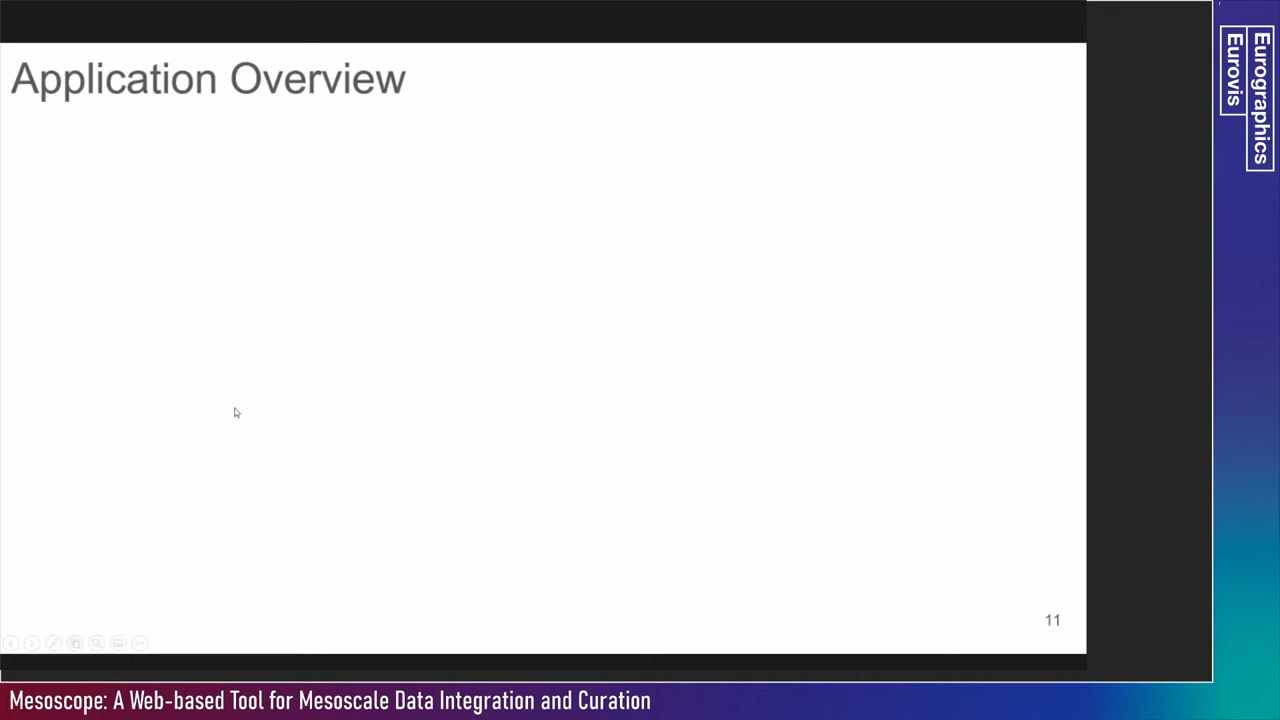 Application Overview
11
Mesoscope: A Web-based Tool for Mesoscale Data Integration and Curation
Eurographics
Eurovis